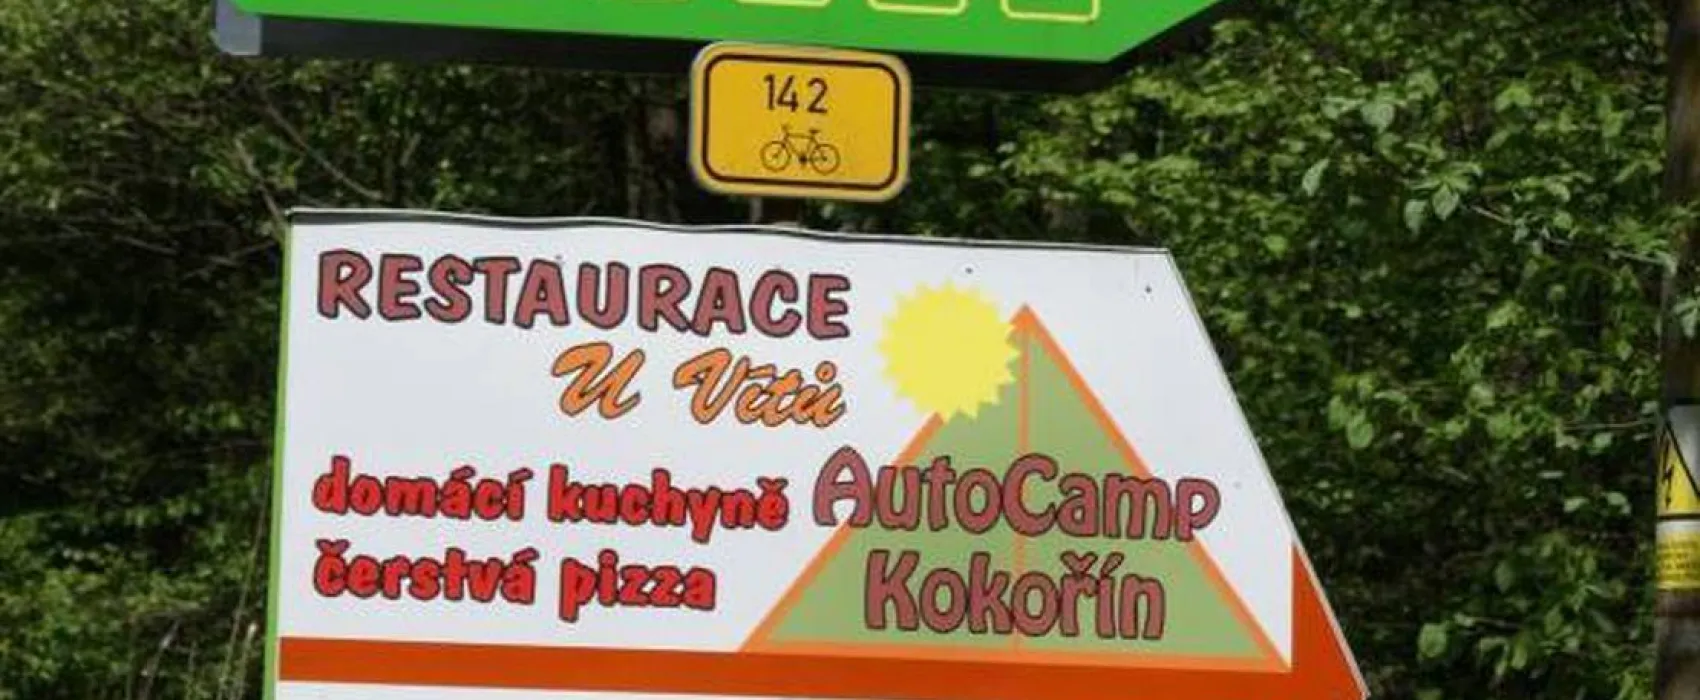 142
RESTAURACE
U Vítů
domácí kuchyně
čerstvá pizza
AutoCamp
Kokořín